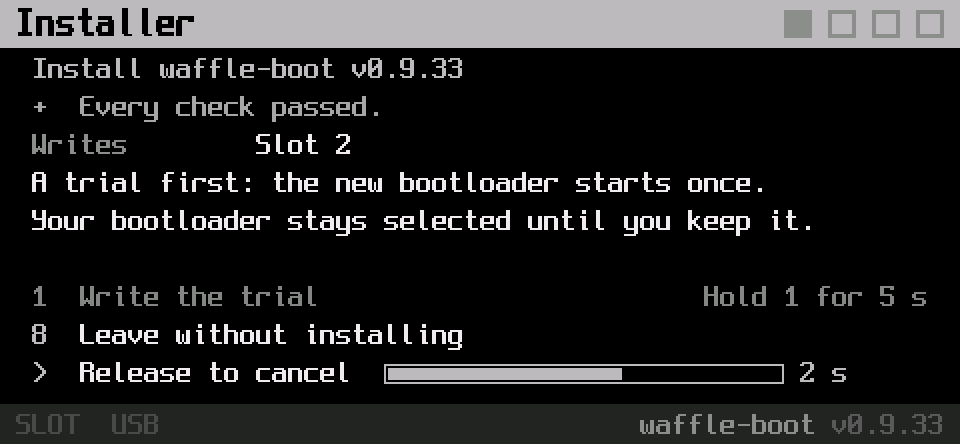 Installer
Install waffle-boot v0.9.33
+ Every check passed.
Writes Slot 2
A trial first: the new bootloader starts once.
Your bootloader stays selected until you keep it.
1 Write the trial Hold 1 for 5 s
8 Leave without installing
> Release to cancel 2 s
SLOT USB waffle-boot v0.9.33